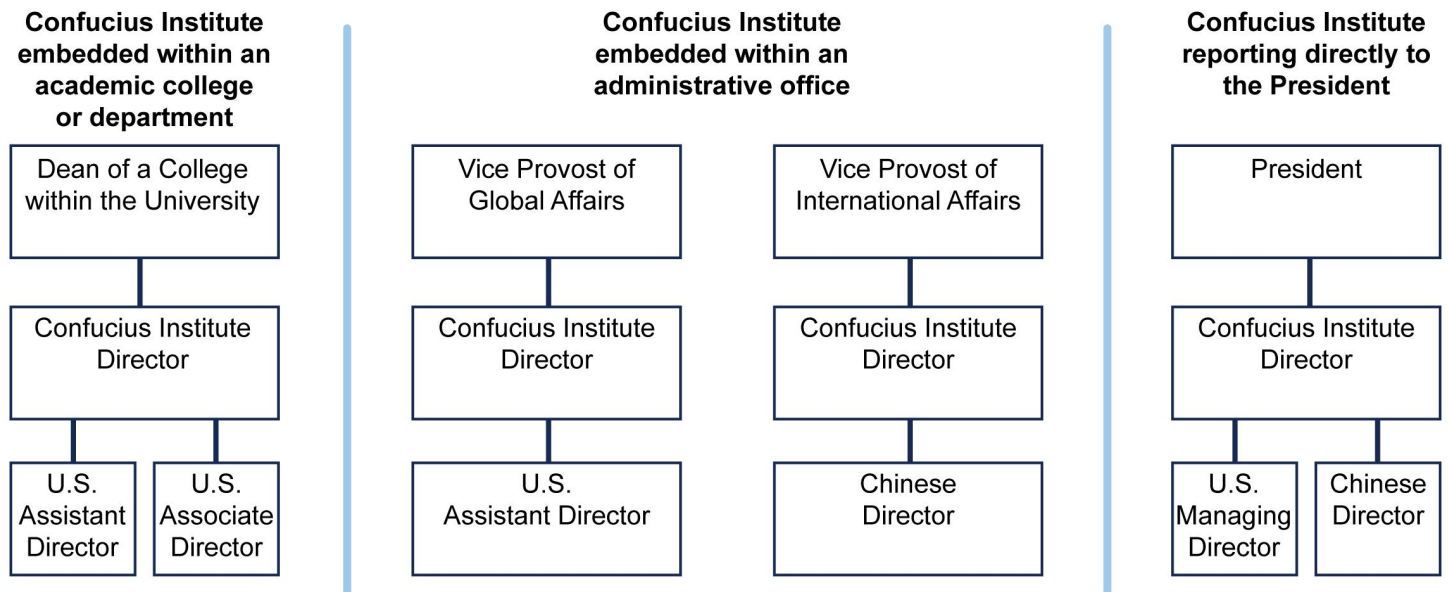 Confucius Institute
embedded within an
academic college
or department
Dean of a College
within the University
Confucius Institute
Director
U.S.
Assistant
Director
U.S.
Associate
Director
Confucius Institute
embedded within an
administrative office
Vice Provost of
Global Affairs
Confucius Institute
Director
U.S.
Assistant Director
Vice Provost of
International Affairs
Confucius Institute
Director
Chinese
Director
Confucius Institute
reporting directly to
the President
President
Confucius Institute
Director
U.S.
Managing
Director
Chinese
Director